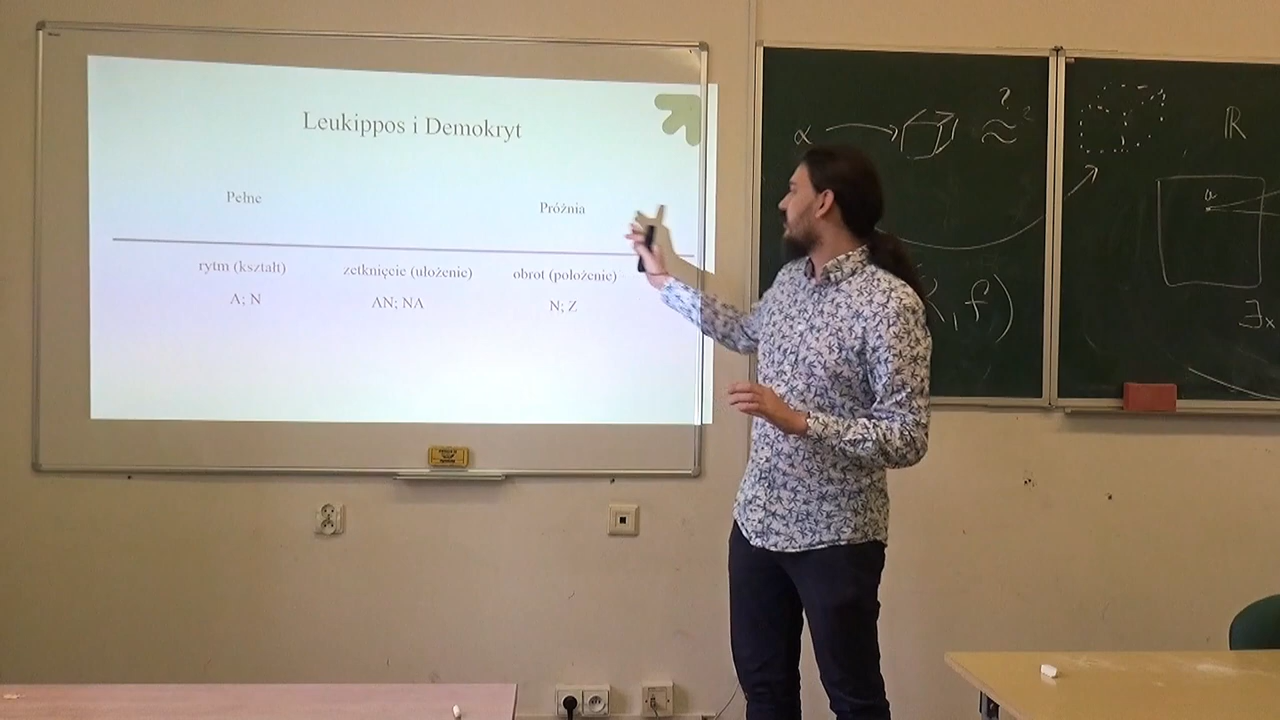 Leukippos i Demokryt
Pełne
Próżnia
rytm (kształt)
zetknięcie (ułożenie)
obrot (położenie)
A; N
AN; NA
N; Z
α
?
≈ ?
, f)
ℝ
a
∃x